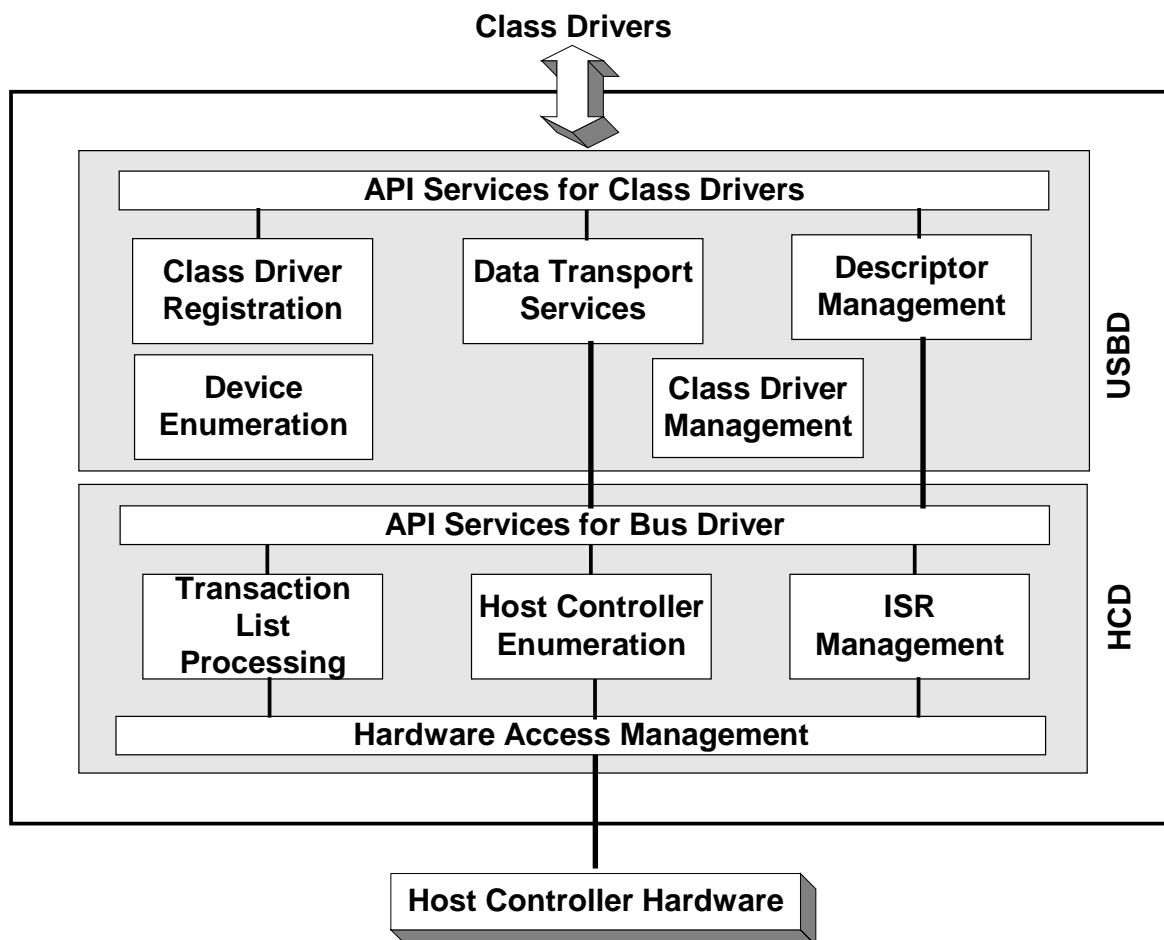 Class Drivers
API Services for Class Drivers
Class Driver
Registration
Data Transport
Services
Descriptor
Management
Device
Enumeration
Class Driver
Management
USBD
API Services for Bus Driver
Transaction
List
Processing
Host Controller
Enumeration
ISR
Management
HCD
Hardware Access Management
Host Controller Hardware